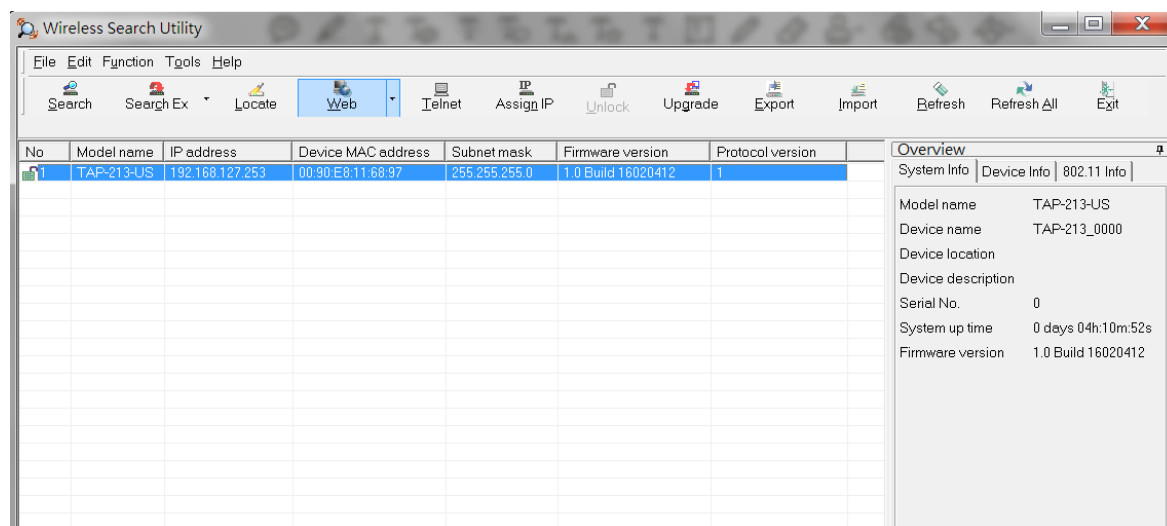 Wireless Search Utility
File Edit Function Tools Help
Search Search Ex Locate Web Telnet Assign IP Unlock Upgrade Export Import Refresh Refresh All Exit
No Model name IP address Device MAC address Subnet mask Firmware version Protocol version
1 TAP-213-US 192.168.127.253 00:90:E8:11:68:97 255.255.255.0 1.0 Build 16020412 1
Overview
System Info Device Info 802.11 Info
Model name TAP-213-US
Device name TAP-213_0000
Device location
Device description
Serial No. 0
System up time 0 days 04h:10m:52s
Firmware version 1.0 Build 16020412